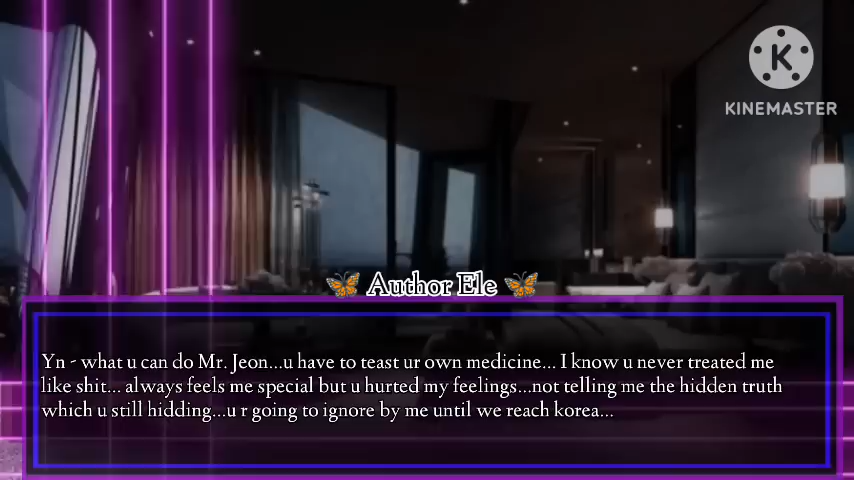 KINEMASTER
Author Ele
Yn - what u can do Mr. Jeon...u have to teast ur own medicine... I know u never treated me
like shit... always feels me special but u hurted my feelings...not telling me the hidden truth
which u still hidding...u r going to ignore by me until we reach korea...